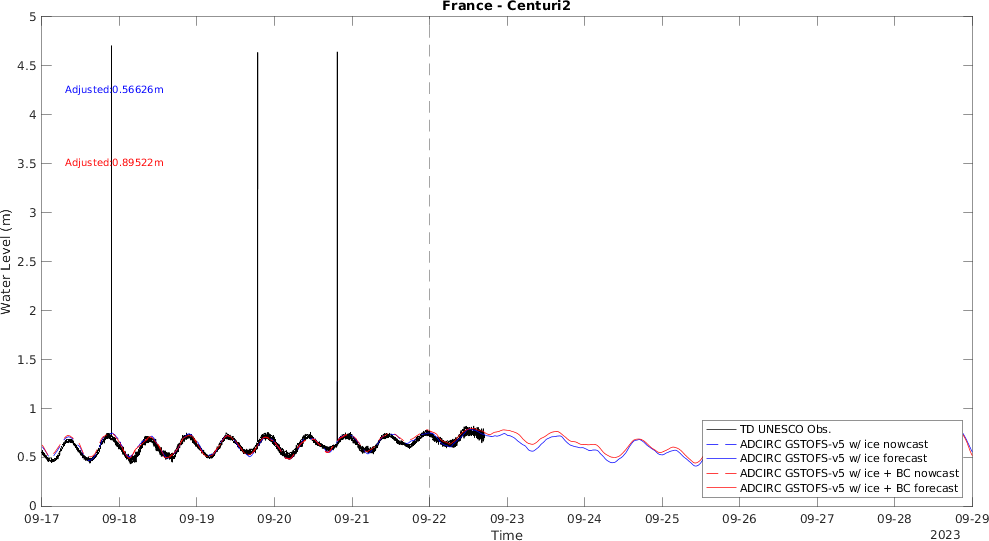 France - Centuri2
5
4.5
4
3.5
3
2.5
2
1.5
1
0.5
0
Water Level (m)
Adjusted:0.56626m
Adjusted:0.89522m
TD UNESCO Obs.
ADCIRC GSTOFS-v5 w/ ice nowcast
ADCIRC GSTOFS-v5 w/ ice forecast
ADCIRC GSTOFS-v5 w/ ice + BC nowcast
ADCIRC GSTOFS-v5 w/ ice + BC forecast
09-17 09-18 09-19 09-20 09-21 09-22 09-23 09-24 09-25 09-26 09-27 09-28 09-29
Time
2023